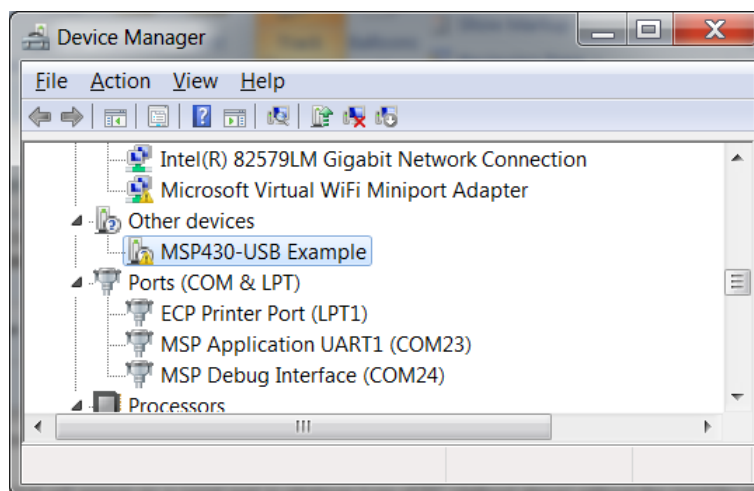 Device Manager
File Action View Help
Intel(R) 82579LM Gigabit Network Connection
Microsoft Virtual WiFi Miniport Adapter
Other devices
MSP430-USB Example
Ports (COM & LPT)
ECP Printer Port (LPT1)
MSP Application UART1 (COM23)
MSP Debug Interface (COM24)
Processors